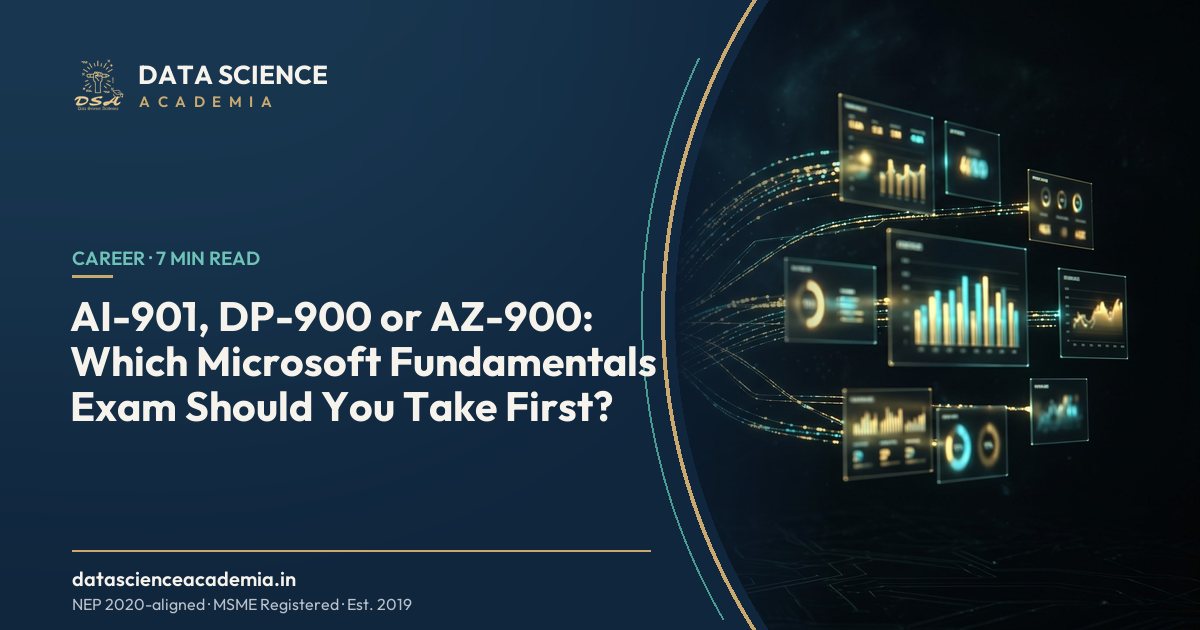 DSA
DATA SCIENCE
ACADEMIA
CAREER · 7 MIN READ
AI-901, DP-900 or AZ-900:
Which Microsoft Fundamentals
Exam Should You Take First?
datascienceacademia.in
NEP 2020-aligned · MSME Registered · Est. 2019